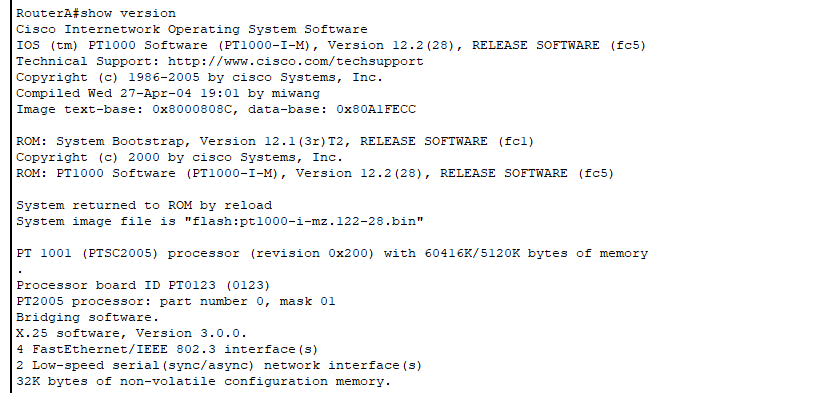 RouterA#show version
Cisco Internetwork Operating System Software
IOS (tm) PT1000 Software (PT1000-I-M), Version 12.2(28), RELEASE SOFTWARE (fc5)
Technical Support: http://www.cisco.com/techsupport
Copyright (c) 1986-2005 by cisco Systems, Inc.
Compiled Wed 27-Apr-04 19:01 by miwang
Image text-base: 0x8000808C, data-base: 0x80A1FECC
ROM: System Bootstrap, Version 12.1(3r)T2, RELEASE SOFTWARE (fc1)
Copyright (c) 2000 by cisco Systems, Inc.
ROM: PT1000 Software (PT1000-I-M), Version 12.2(28), RELEASE SOFTWARE (fc5)
System returned to ROM by reload
System image file is "flash:pt1000-i-mz.122-28.bin"
PT 1001 (PTSC2005) processor (revision 0x200) with 60416K/5120K bytes of memory
.
Processor board ID PT0123 (0123)
PT2005 processor: part number 0, mask 01
Bridging software.
X.25 software, Version 3.0.0.
4 FastEthernet/IEEE 802.3 interface(s)
2 Low-speed serial(sync/async) network interface(s)
32K bytes of non-volatile configuration memory.